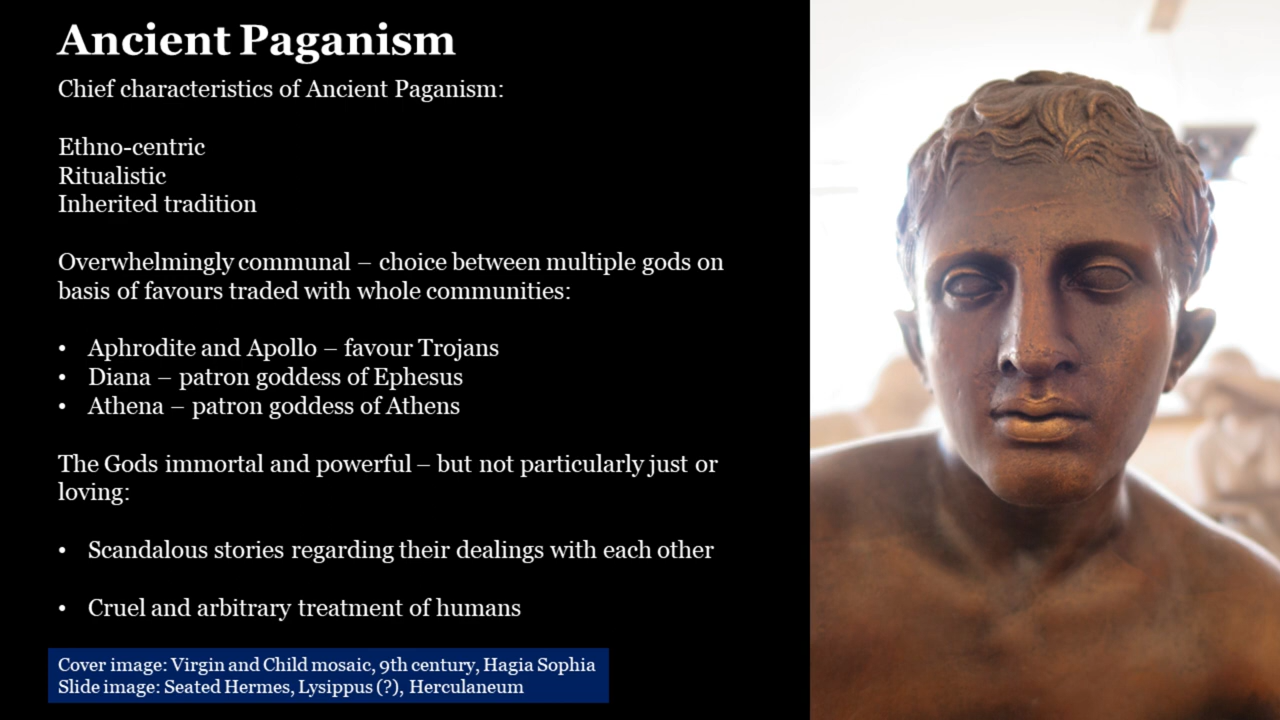 Ancient Paganism
Chief characteristics of Ancient Paganism:
Ethno-centric
Ritualistic
Inherited tradition
Overwhelmingly communal – choice between multiple gods on
basis of favours traded with whole communities:
• Aphrodite and Apollo – favour Trojans
• Diana – patron goddess of Ephesus
• Athena – patron goddess of Athens
The Gods immortal and powerful – but not particularly just or
loving:
• Scandalous stories regarding their dealings with each other
• Cruel and arbitrary treatment of humans
Cover image: Virgin and Child mosaic, 9th century, Hagia Sophia
Slide image: Seated Hermes, Lysippus (?), Herculaneum